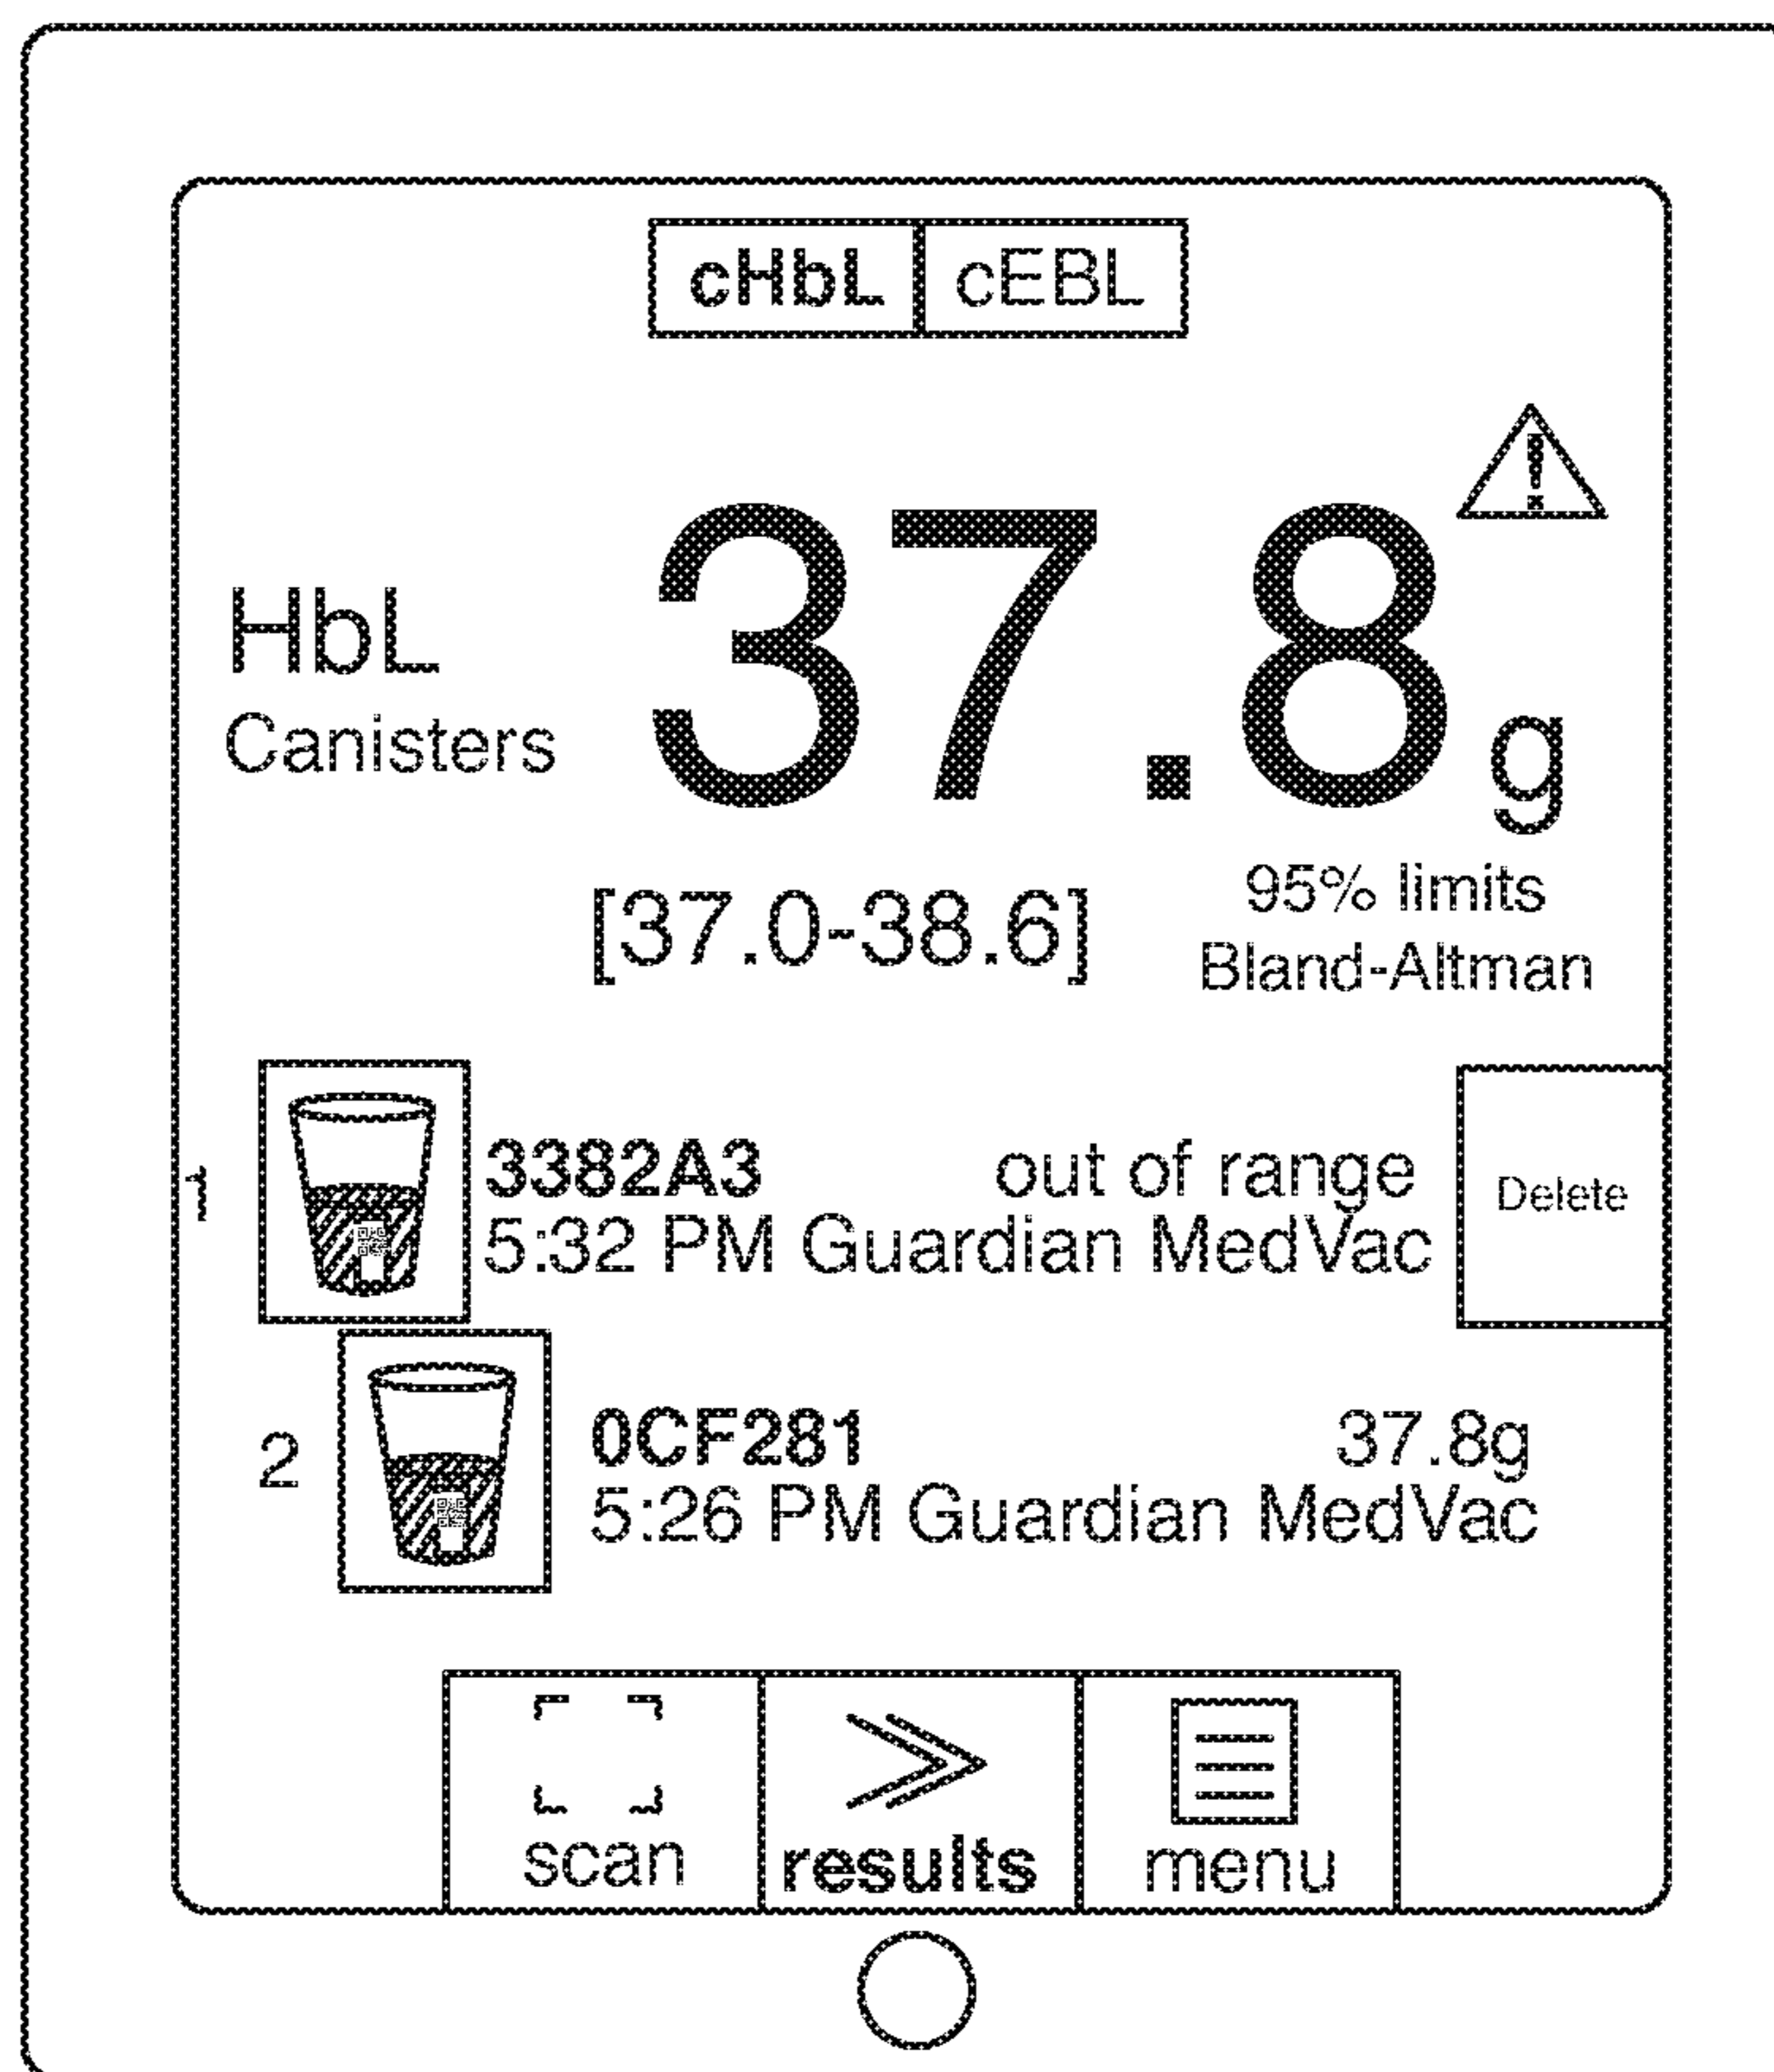 cHbL cEBL
HbL
Canisters
37.8 g
[37.0-38.6]
95% limits
Bland-Altman
1
3382A3 out of range
5:32 PM Guardian MedVac
Delete
2
0CF281 37.8g
5:26 PM Guardian MedVac
scan results menu